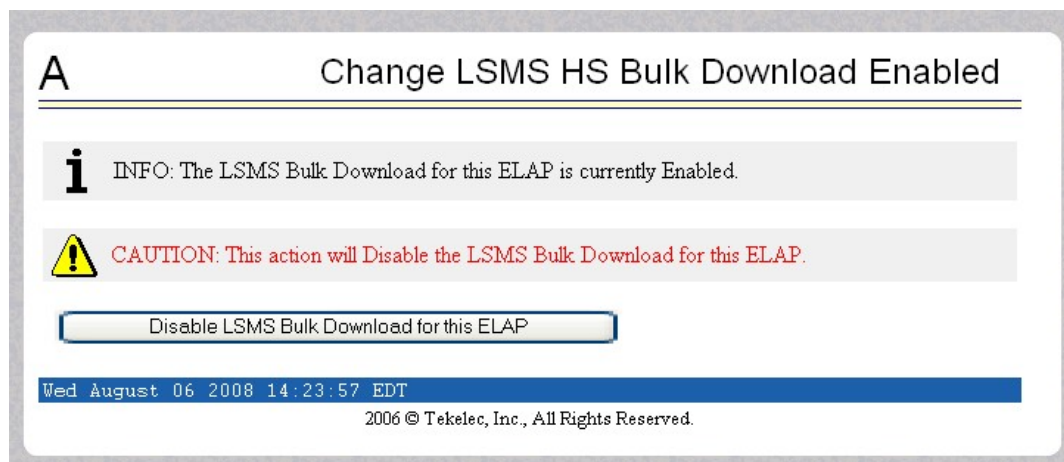 A
Change LSMS HS Bulk Download Enabled
i INFO: The LSMS Bulk Download for this ELAP is currently Enabled.
CAUTION: This action will Disable the LSMS Bulk Download for this ELAP.
Disable LSMS Bulk Download for this ELAP
Wed August 06 2008 14:23:57 EDT
2006 © Tekelec, Inc., All Rights Reserved.